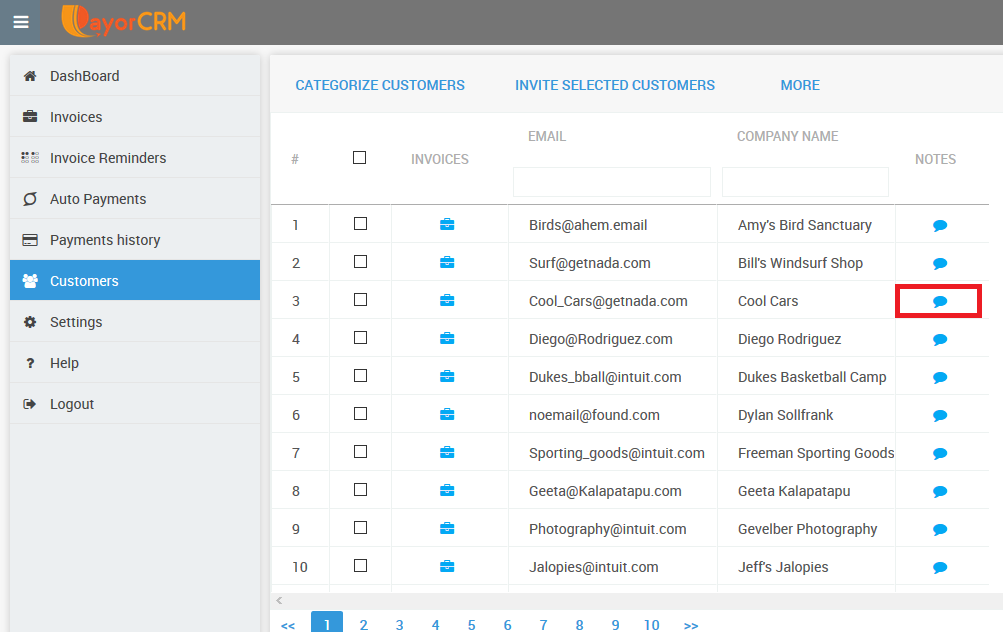 PayorCRM
DashBoard
Invoices
Invoice Reminders
Auto Payments
Payments history
Customers
Settings
? Help
Logout
CATEGORIZE CUSTOMERS INVITE SELECTED CUSTOMERS MORE
# INVOICES EMAIL COMPANY NAME NOTES
1 Birds@ahem.email Amy's Bird Sanctuary
2 Surf@getnada.com Bill's Windsurf Shop
3 Cool_Cars@getnada.com Cool Cars
4 Diego@Rodriguez.com Diego Rodriguez
5 Dukes_bball@intuit.com Dukes Basketball Camp
6 noemail@found.com Dylan Sollfrank
7 Sporting_goods@intuit.com Freeman Sporting Goods
8 Geeta@Kalapatapu.com Geeta Kalapatapu
9 Photography@intuit.com Gevelber Photography
10 Jalopies@intuit.com Jeff's Jalopies
<< 1 2 3 4 5 6 7 8 9 10 >>